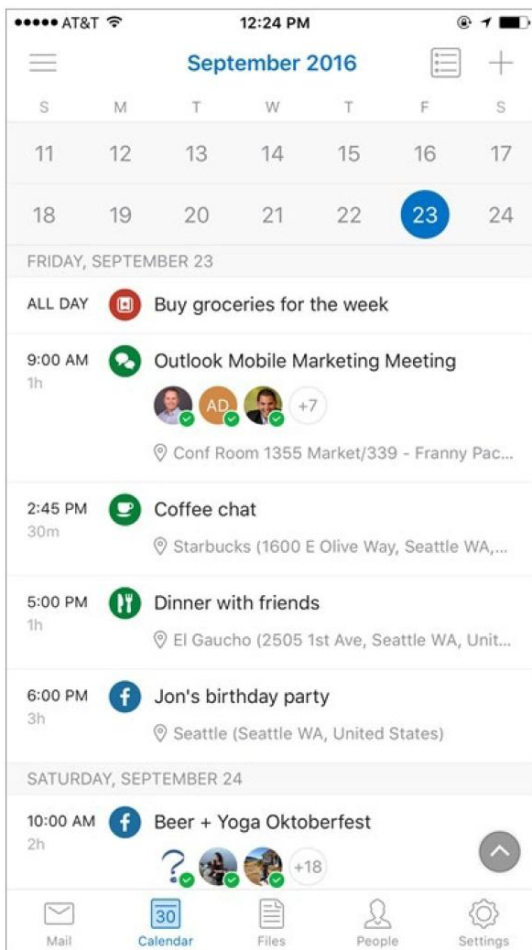 AT&T 12:24 PM
September 2016
S M T W T F S
11 12 13 14 15 16 17
18 19 20 21 22 23 24
FRIDAY, SEPTEMBER 23
ALL DAY Buy groceries for the week
9:00 AM Outlook Mobile Marketing Meeting
1h
AD +7
Conf Room 1355 Market/339 - Franny Pac...
2:45 PM Coffee chat
30m
Starbucks (1600 E Olive Way, Seattle WA,...
5:00 PM Dinner with friends
1h
El Gaucho (2505 1st Ave, Seattle WA, Unit...
6:00 PM f Jon's birthday party
3h
Seattle (Seattle WA, United States)
SATURDAY, SEPTEMBER 24
10:00 AM f Beer + Yoga Oktoberfest
2h
? +18
30
Mail Calendar Files People Settings